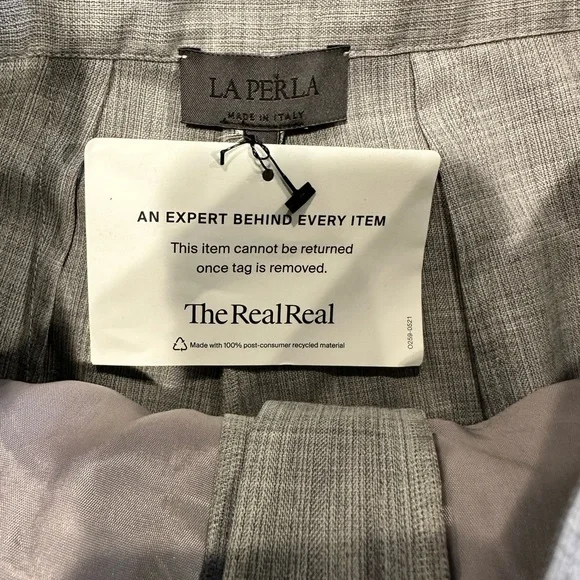 LA PERLA
MADE IN ITALY
AN EXPERT BEHIND EVERY ITEM
This item cannot be returned
once tag is removed.
The RealReal
Made with 100% post-consumer recycled material
O259-0521